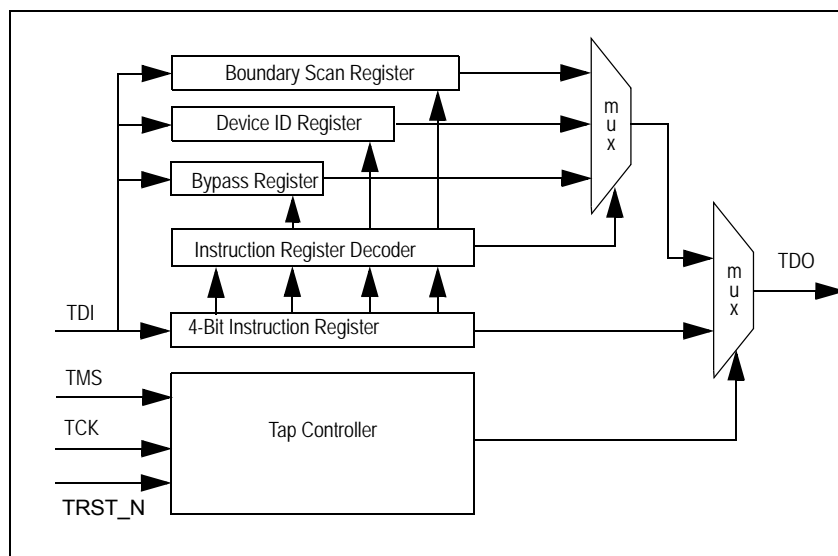 Boundary Scan Register
Device ID Register
Bypass Register
Instruction Register Decoder
4-Bit Instruction Register
Tap Controller
TDI
TMS
TCK
TRST_N
m
u
x
m
u
x
TDO